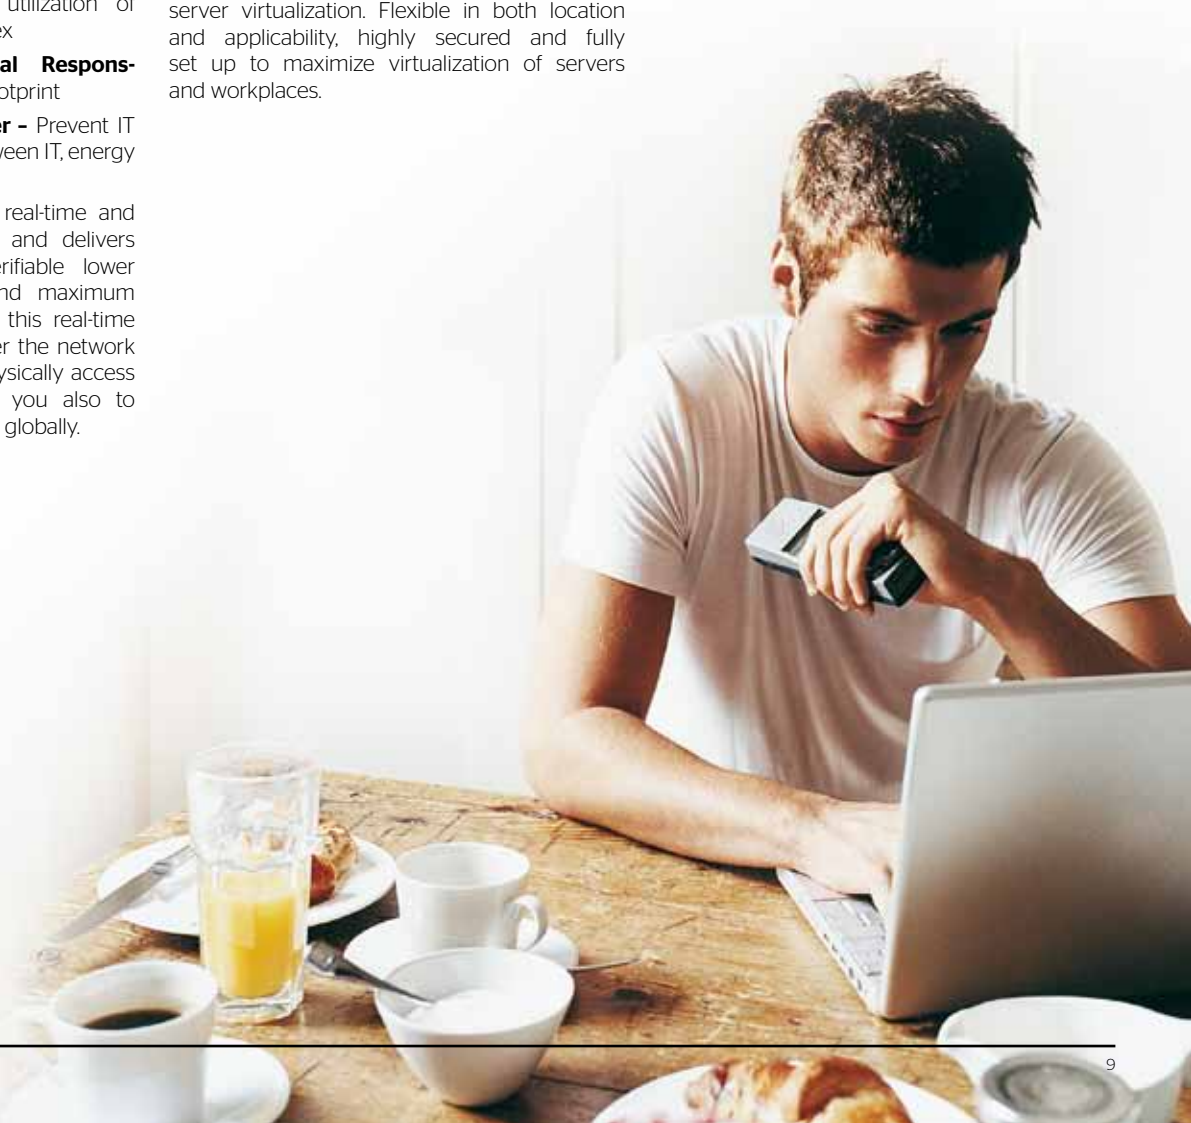 utilization of
ex
al Respons-
otprint
er – Prevent IT
ween IT, energy
real-time and
and delivers
erifiable lower
nd maximum
this real-time
er the network
ysically access
you also to
globally.
server virtualization. Flexible in both location
and applicability, highly secured and fully
set up to maximize virtualization of servers
and workplaces.
9